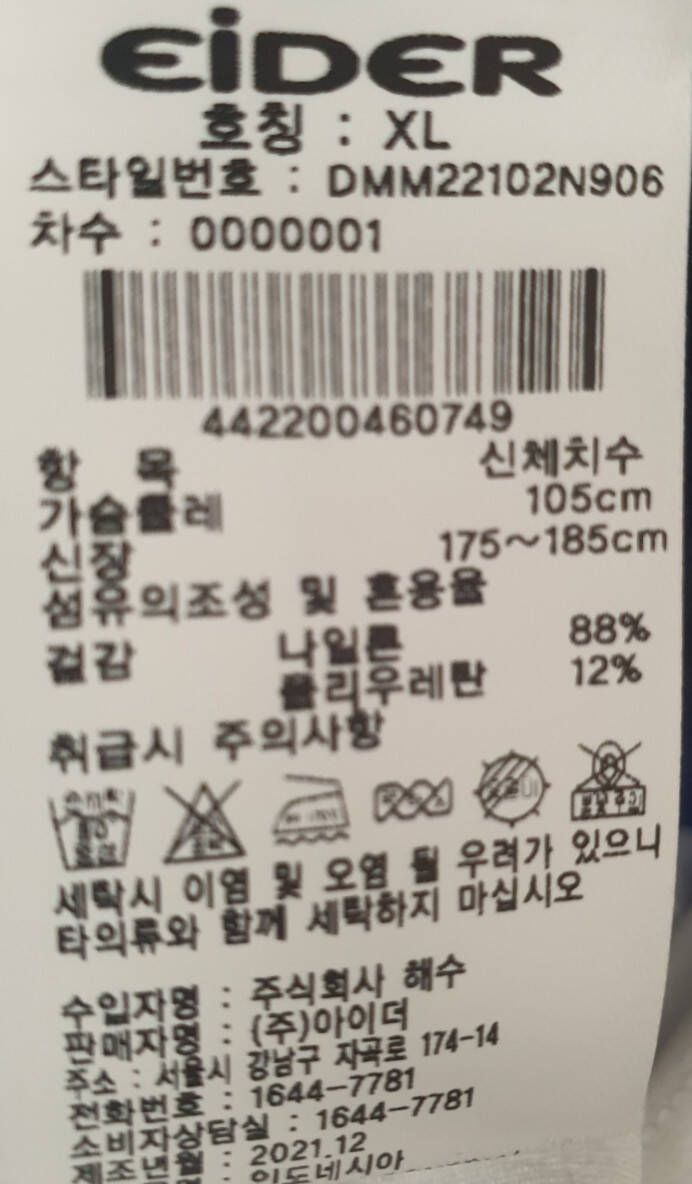 EiDER
호칭 : XL
스타일번호 : DMM22102N906
차수 : 0000001
442200460749
항 목 신체치수
가슴둘레 105cm
신장 175~185cm
섬유의조성 및 혼용율
겉감 나일론 88%
폴리우레탄 12%
취급시 주의사항
세탁시 이염 및 오염 될 우려가 있으니
타의류와 함께 세탁하지 마십시오
수입자명 : 주식회사 해수
판매자명 : (주)아이더
주소 : 서울시 강남구 자곡로 174-14
전화번호 : 1644-7781
소비자상담실 : 1644-7781
제조년월 : 2021.12
인도네시아